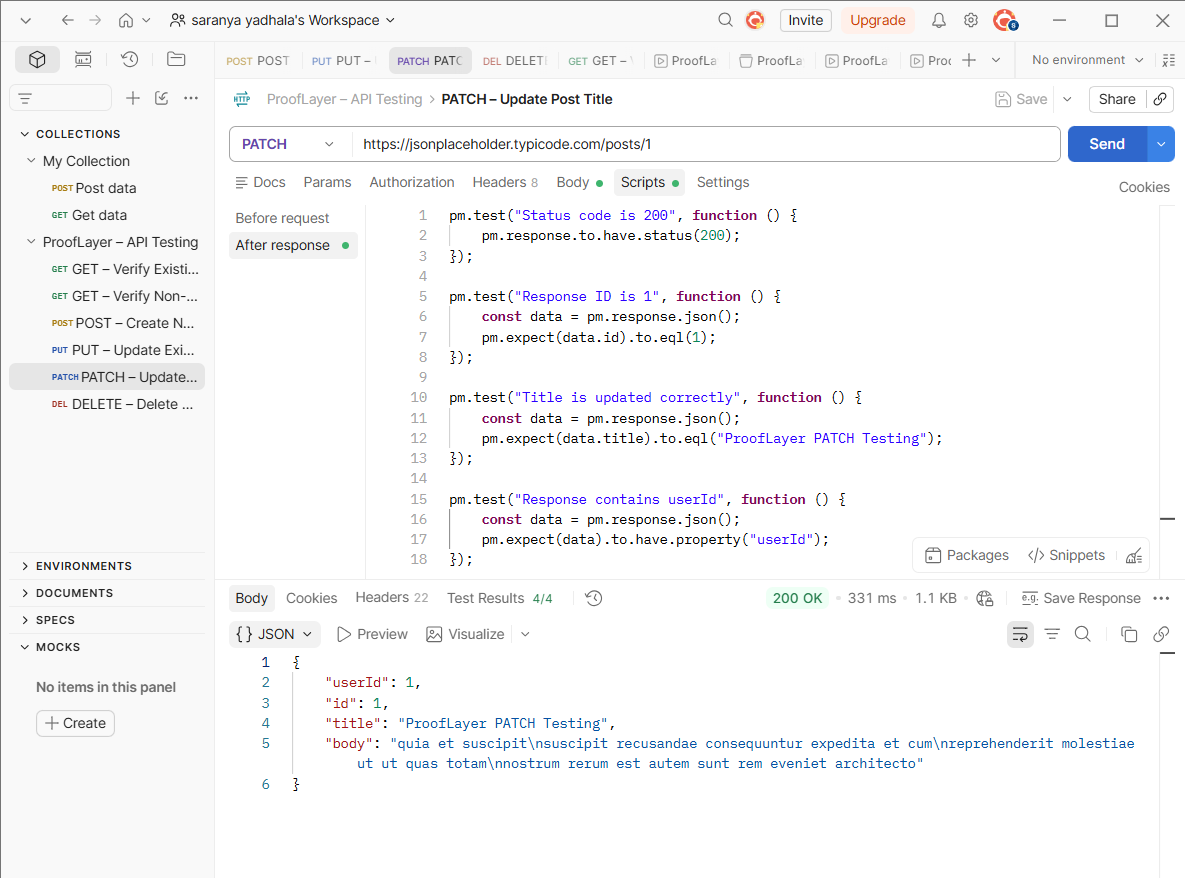 saranya yadhala's Workspace
Invite
Upgrade
POST POST
PUT PUT –
PATCH PATC
DEL DELET
GET GET –
ProofLa
ProofLa
ProofLa
Proo
No environment
COLLECTIONS
My Collection
POST Post data
GET Get data
ProofLayer – API Testing
GET GET – Verify Existi...
GET GET – Verify Non-...
POST POST – Create N...
PUT PUT – Update Exi...
PATCH PATCH – Update...
DEL DELETE – Delete ...
ENVIRONMENTS
DOCUMENTS
SPECS
MOCKS
No items in this panel
Create
HTTP ProofLayer – API Testing > PATCH – Update Post Title
Save
Share
PATCH
https://jsonplaceholder.typicode.com/posts/1
Send
Docs Params Authorization Headers 8 Body Scripts Settings
Cookies
Before request
After response
1 pm.test("Status code is 200", function () {
2 pm.response.to.have.status(200);
3 });
4
5 pm.test("Response ID is 1", function () {
6 const data = pm.response.json();
7 pm.expect(data.id).to.eql(1);
8 });
9
10 pm.test("Title is updated correctly", function () {
11 const data = pm.response.json();
12 pm.expect(data.title).to.eql("ProofLayer PATCH Testing");
13 });
14
15 pm.test("Response contains userId", function () {
16 const data = pm.response.json();
17 pm.expect(data).to.have.property("userId");
18 });
Packages
</> Snippets
Body Cookies Headers 22 Test Results 4/4
200 OK • 331 ms • 1.1 KB
e.g. Save Response
{} JSON
Preview
Visualize
1 {
2 "userId": 1,
3 "id": 1,
4 "title": "ProofLayer PATCH Testing",
5 "body": "quia et suscipit\nsuscipit recusandae consequuntur expedita et cum\nreprehenderit molestiae
ut ut quas totam\nnostrum rerum est autem sunt rem eveniet architecto"
6 }